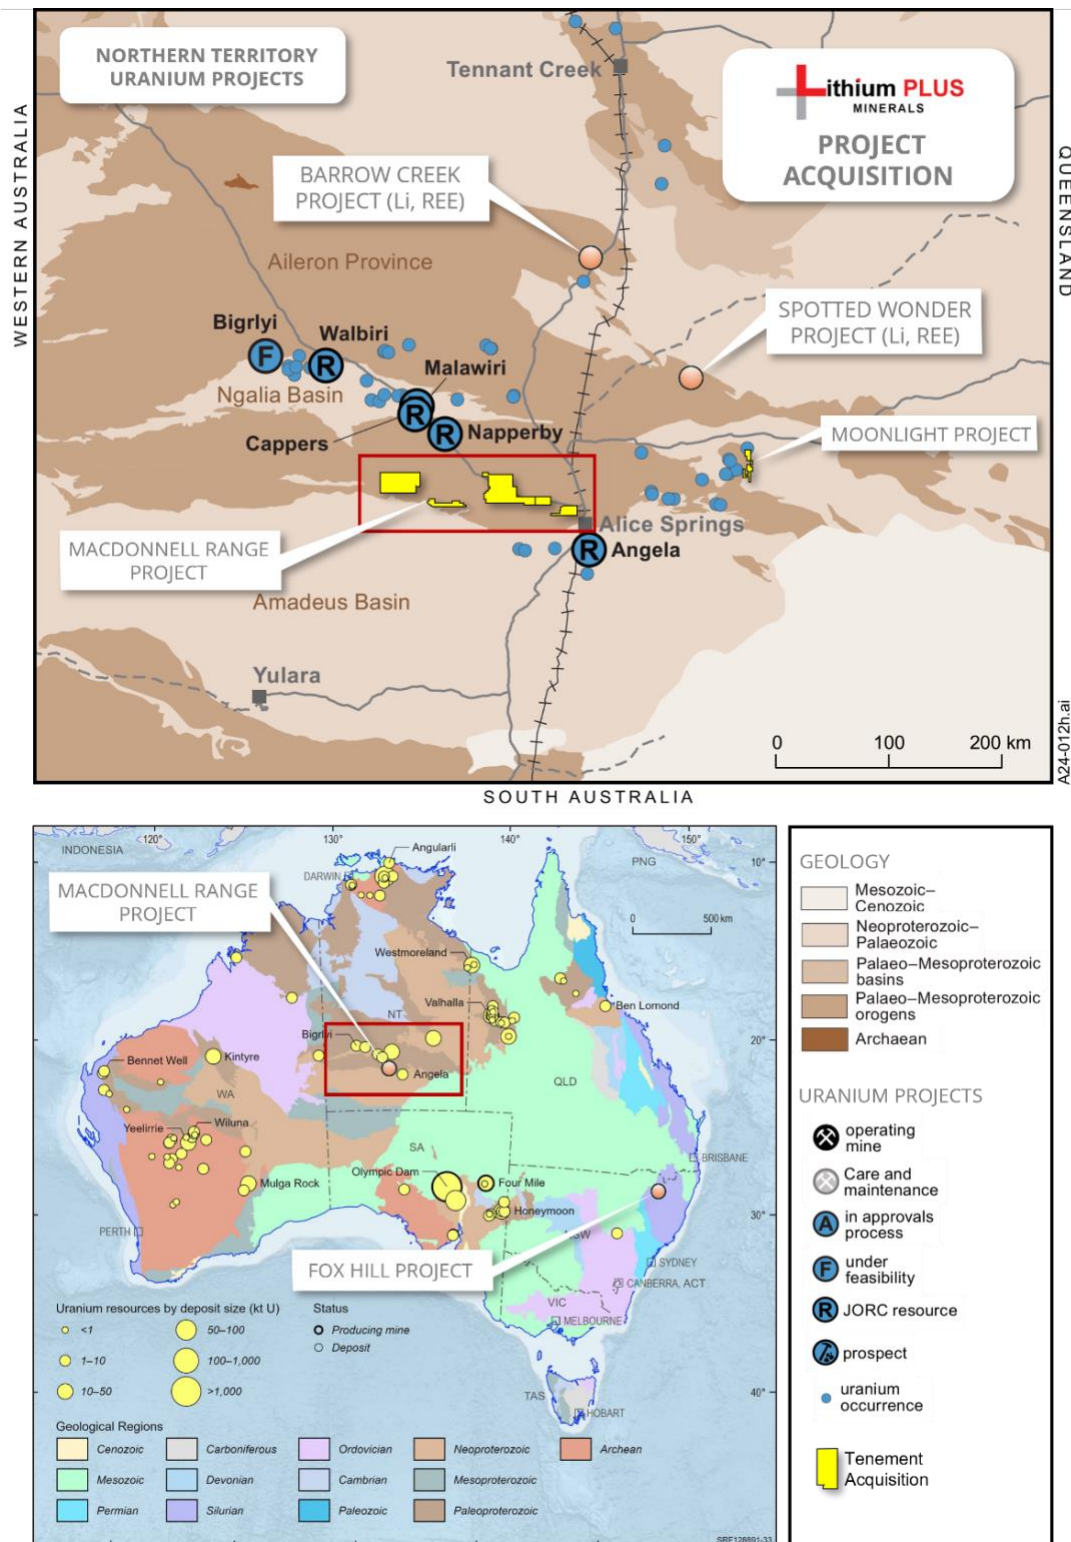 NORTHERN TERRITORY
URANIUM PROJECTS
Lithium PLUS
MINERALS
PROJECT
ACQUISITION
WESTERN AUSTRALIA
QUEENSLAND
Tennant Creek
BARROW CREEK
PROJECT (Li, REE)
Aileron Province
SPOTTED WONDER
PROJECT (Li, REE)
Bigrlyi
Walbiri
F
R
Malawiri
Ngalia Basin
R
Cappers
R
Napperby
MOONLIGHT PROJECT
Alice Springs
R
Angela
MACDONNELL RANGE
PROJECT
Amadeus Basin
Yulara
0 100 200 km
A24-012h.ai
SOUTH AUSTRALIA
120°
130°
140°
150°
INDONESIA
Angularli
PNG
10°
DARWIN
MACDONNELL RANGE
PROJECT
0 500 km
Westmoreland
Valhalla
Ben Lomond
NT
20°
Bigrlyi
Bennet Well
Kintyre
Angela
QLD
WA
Yeelirrie
Wiluna
SA
BRISBANE
Olympic Dam
Four Mile
Mulga Rock
Honeymoon
30°
PERTH
NSW
SYDNEY
FOX HILL PROJECT
CANBERRA, ACT
VIC
MELBOURNE
40°
TAS
HOBART
Uranium resources by deposit size (kt U)
<1
50–100
1–10
100–1,000
10–50
>1,000
Status
Producing mine
Deposit
Geological Regions
Cenozoic
Carboniferous
Ordovician
Neoproterozoic
Archean
Mesozoic
Devonian
Cambrian
Mesoproterozoic
Permian
Silurian
Paleozoic
Paleoproterozoic
SRF128891-33
GEOLOGY
Mesozoic–
Cenozoic
Neoproterozoic–
Palaeozoic
Palaeo–Mesoproterozoic
basins
Palaeo–Mesoproterozoic
orogens
Archaean
URANIUM PROJECTS
operating
mine
Care and
maintenance
A
in approvals
process
F
under
feasibility
R
JORC resource
prospect
uranium
occurrence
Tenement
Acquisition